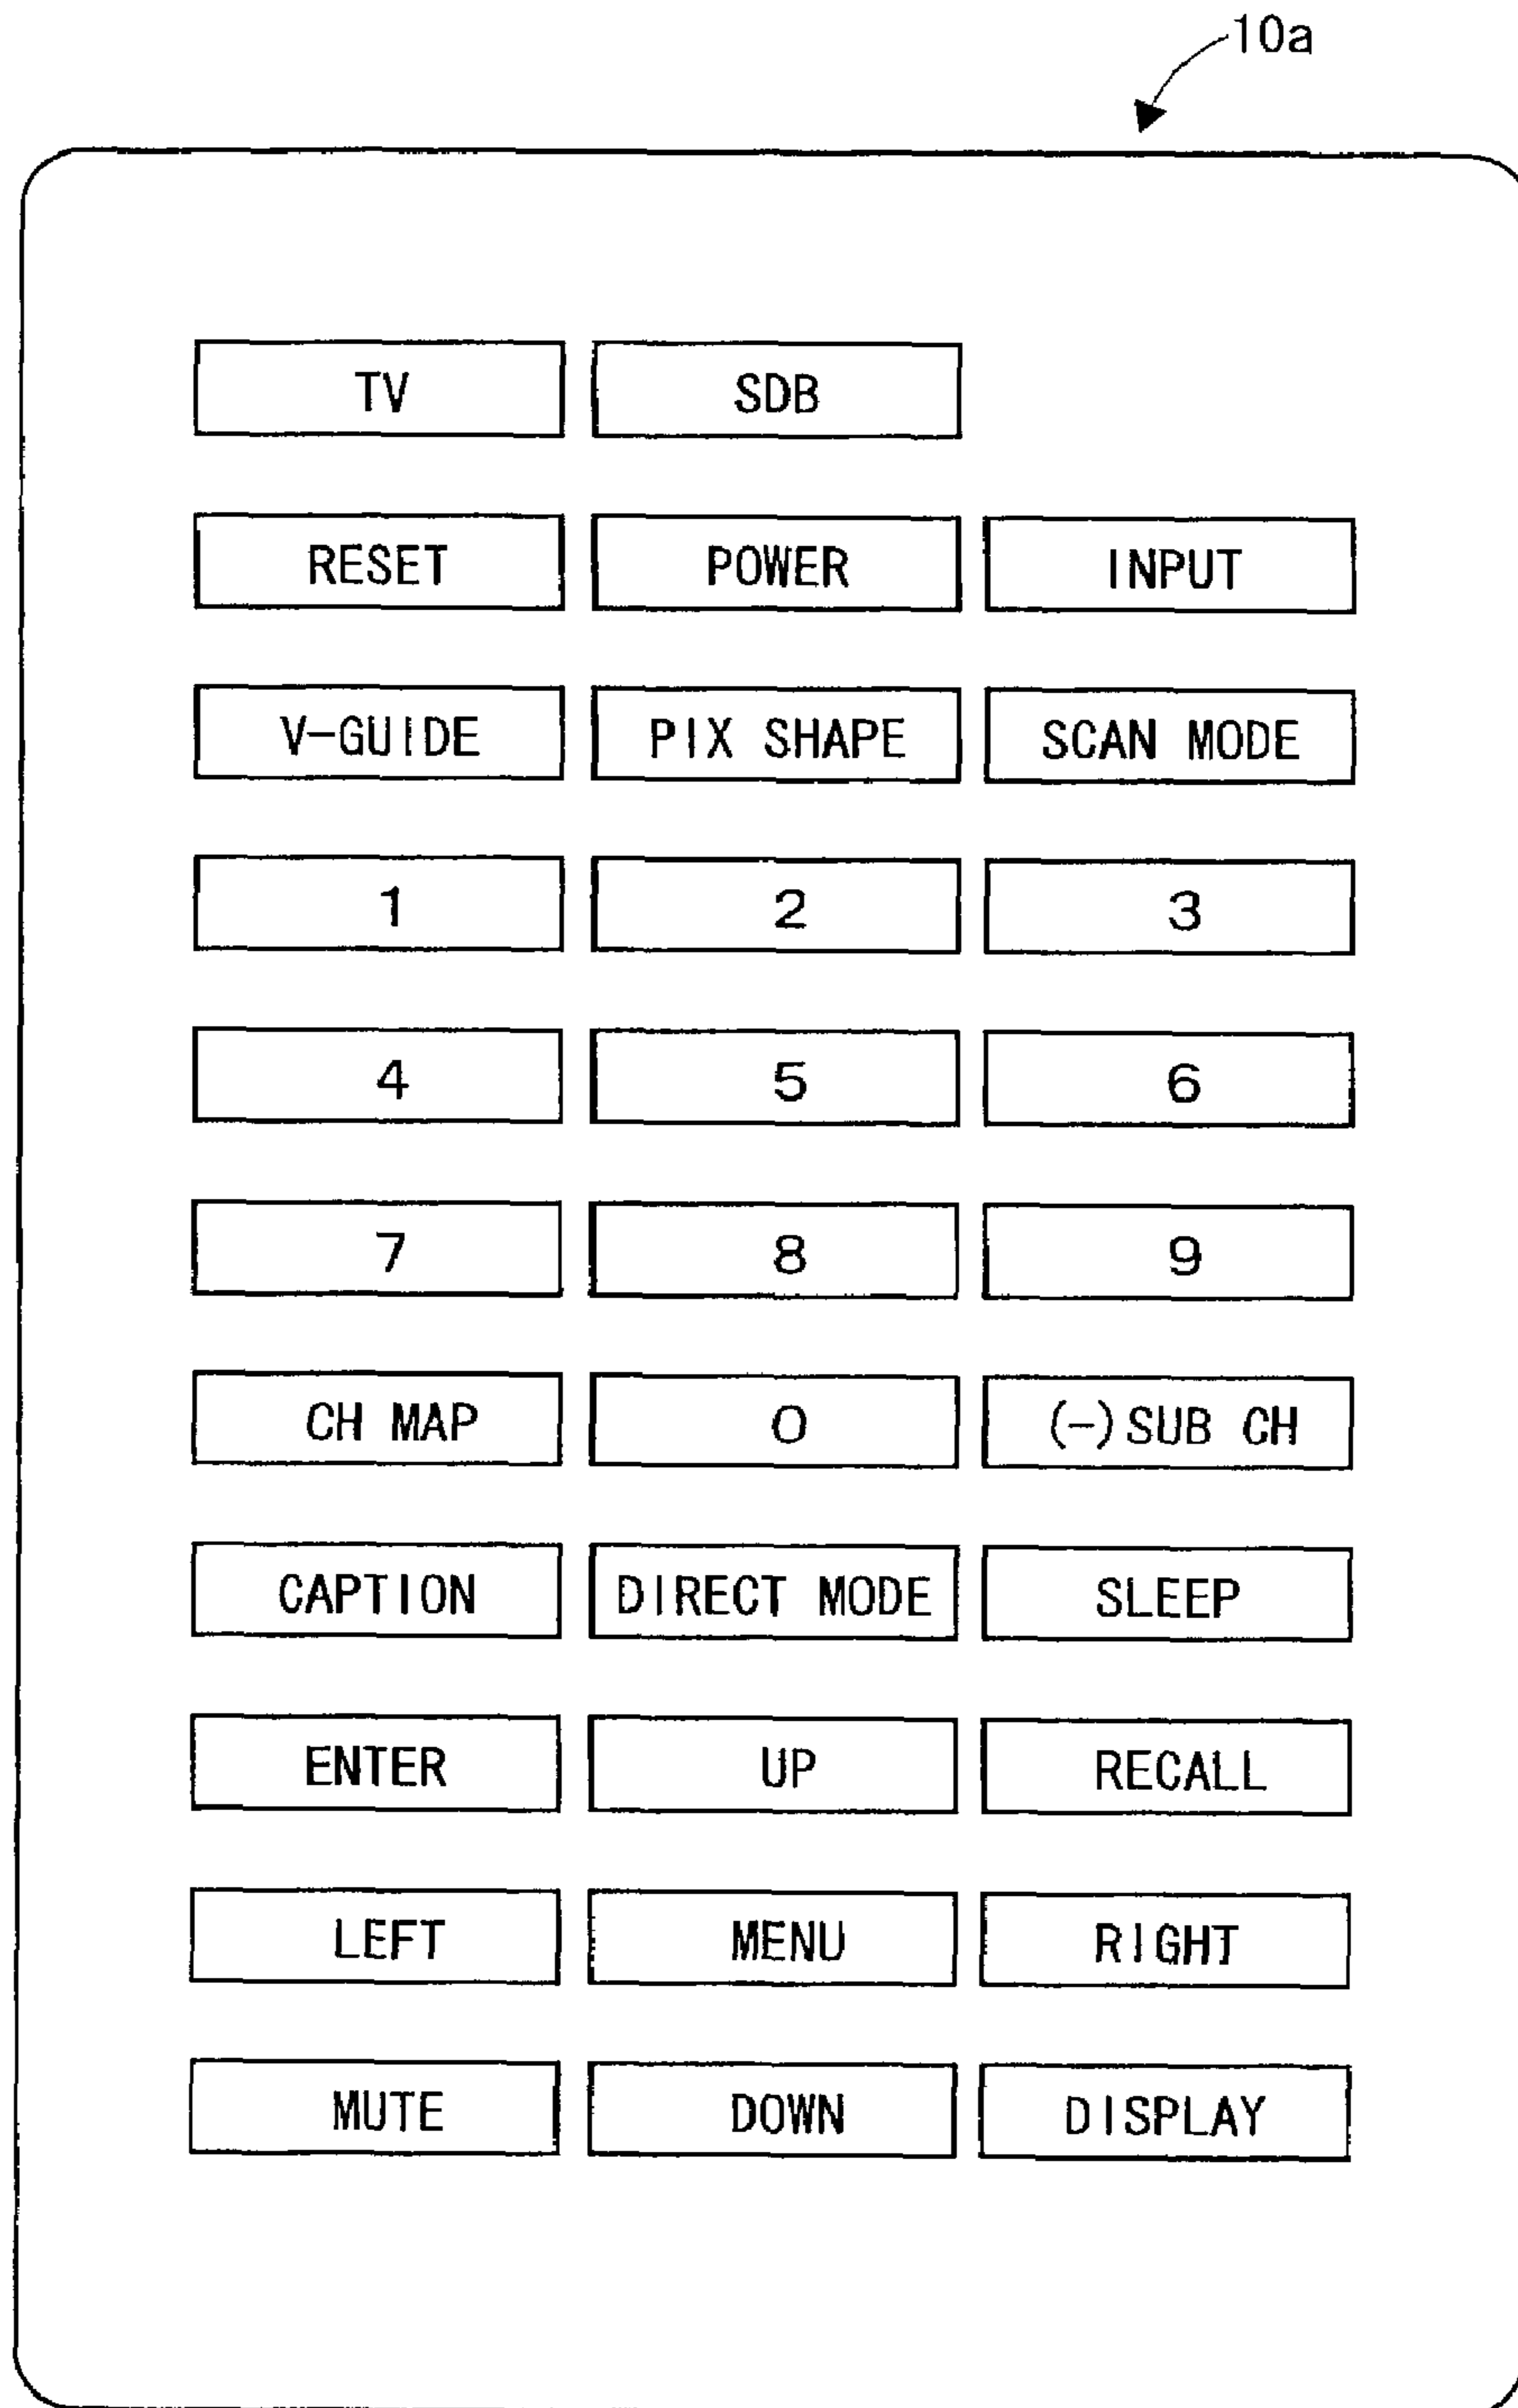 10a
TV SDB
RESET POWER INPUT
V-GUIDE PIX SHAPE SCAN MODE
1 2 3
4 5 6
7 8 9
CH MAP 0 (-)SUB CH
CAPTION DIRECT MODE SLEEP
ENTER UP RECALL
LEFT MENU RIGHT
MUTE DOWN DISPLAY